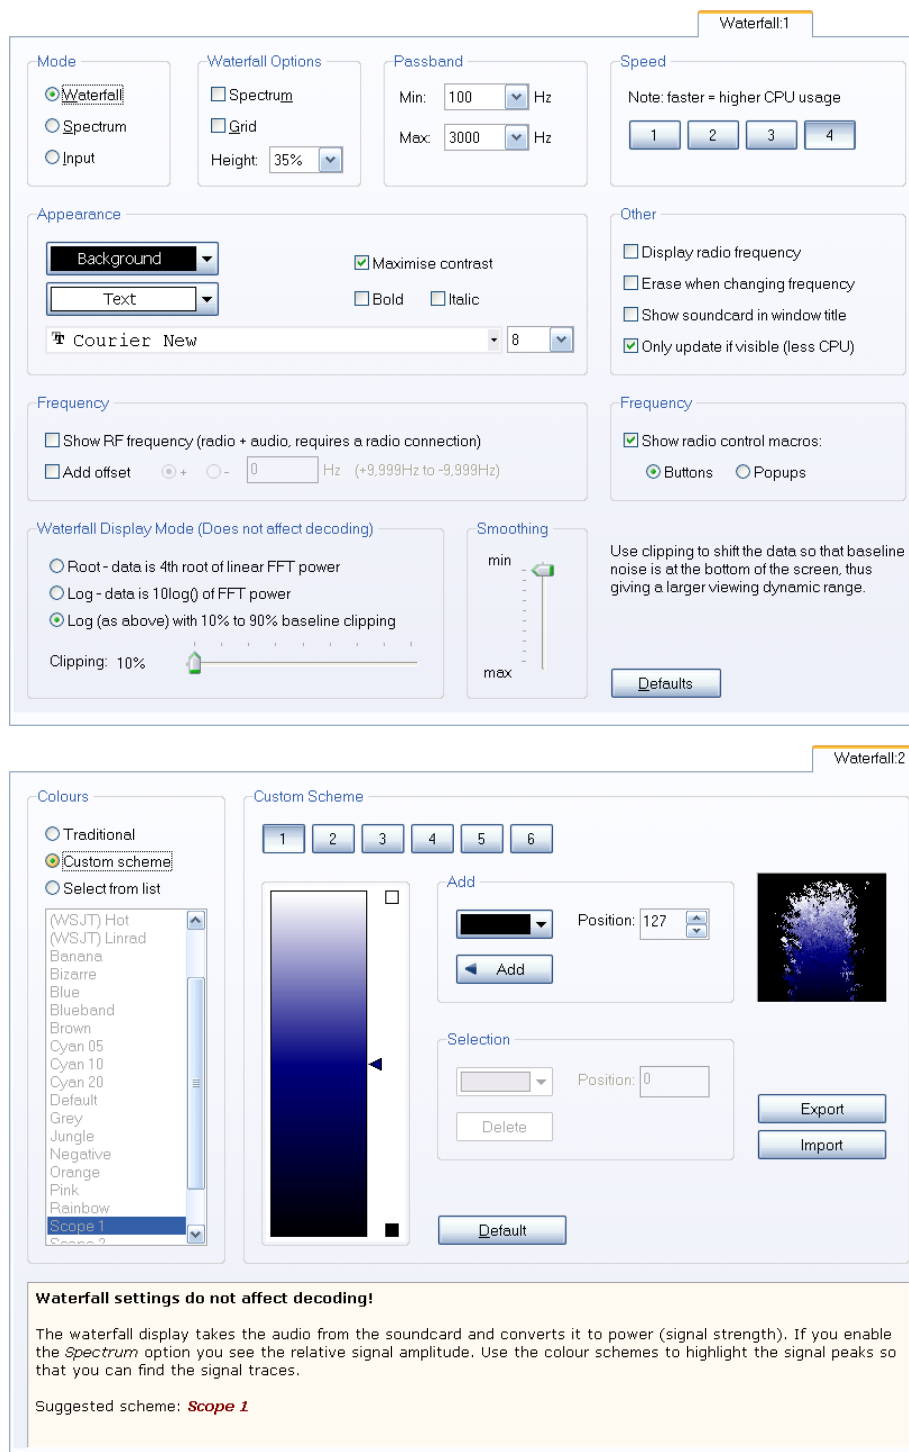 Waterfall:1
Mode
Waterfall
Spectrum
Input
Waterfall Options
Spectrum
Grid
Height: 35%
Passband
Min: 100 Hz
Max: 3000 Hz
Speed
Note: faster = higher CPU usage
1 2 3 4
Appearance
Background
Text
Maximise contrast
Bold Italic
Courier New 8
Other
Display radio frequency
Erase when changing frequency
Show soundcard in window title
Only update if visible (less CPU)
Frequency
Show RF frequency (radio + audio, requires a radio connection)
Add offset + - 0 Hz (+9,999Hz to -9,999Hz)
Frequency
Show radio control macros:
Buttons Popups
Waterfall Display Mode (Does not affect decoding)
Root - data is 4th root of linear FFT power
Log - data is 10log() of FFT power
Log (as above) with 10% to 90% baseline clipping
Clipping: 10%
Smoothing
min
max
Use clipping to shift the data so that baseline
noise is at the bottom of the screen, thus
giving a larger viewing dynamic range.
Defaults
Waterfall:2
Colours
Traditional
Custom scheme
Select from list
(WSJT) Hot
(WSJT) Linrad
Banana
Bizarre
Blue
Blueband
Brown
Cyan 05
Cyan 10
Cyan 20
Default
Grey
Jungle
Negative
Orange
Pink
Rainbow
Scope 1
Custom Scheme
1 2 3 4 5 6
Add
Position: 127
Add
Selection
Position: 0
Delete
Export
Import
Default
Waterfall settings do not affect decoding!
The waterfall display takes the audio from the soundcard and converts it to power (signal strength). If you enable
the Spectrum option you see the relative signal amplitude. Use the colour schemes to highlight the signal peaks so
that you can find the signal traces.
Suggested scheme: Scope 1